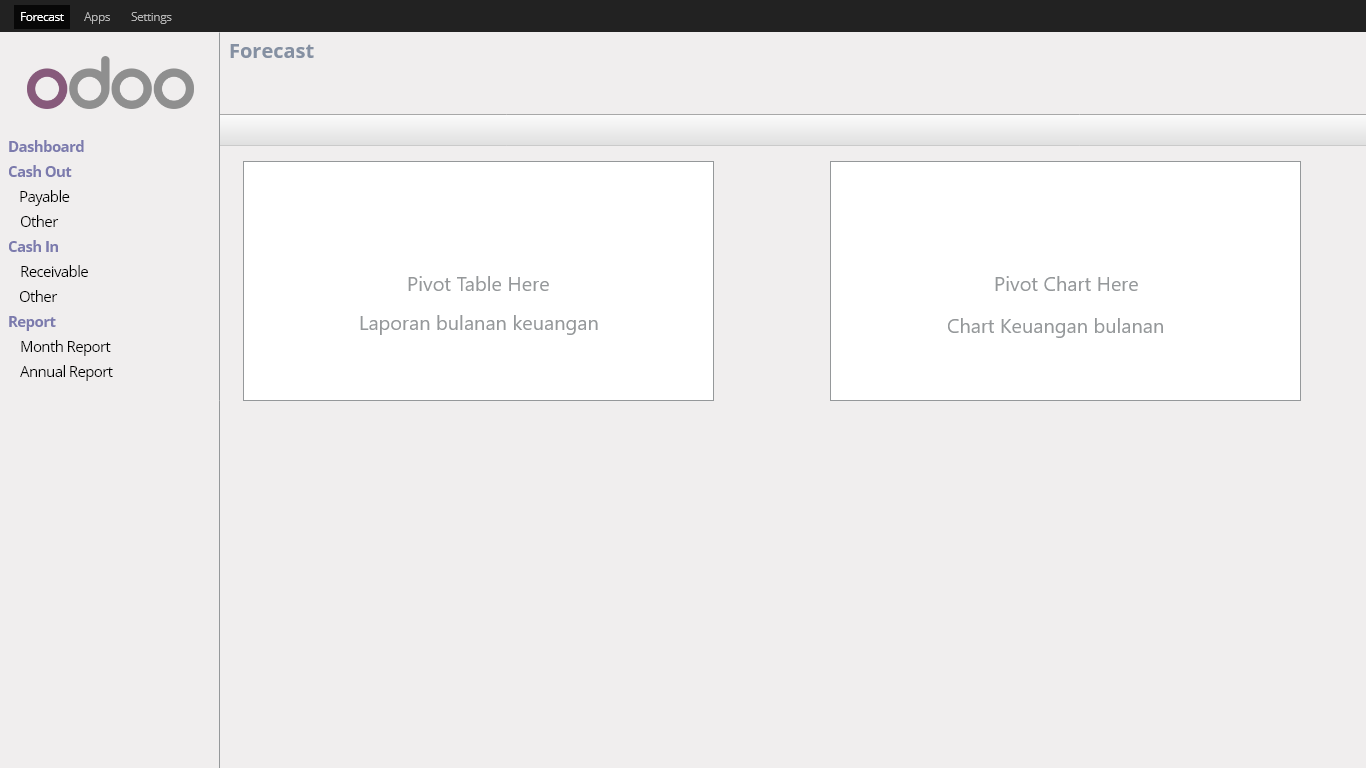 Forecast Apps Settings
odoo
Forecast
Dashboard
Cash Out
Payable
Other
Cash In
Receivable
Other
Report
Month Report
Annual Report
Pivot Table Here
Laporan bulanan keuangan
Pivot Chart Here
Chart Keuangan bulanan